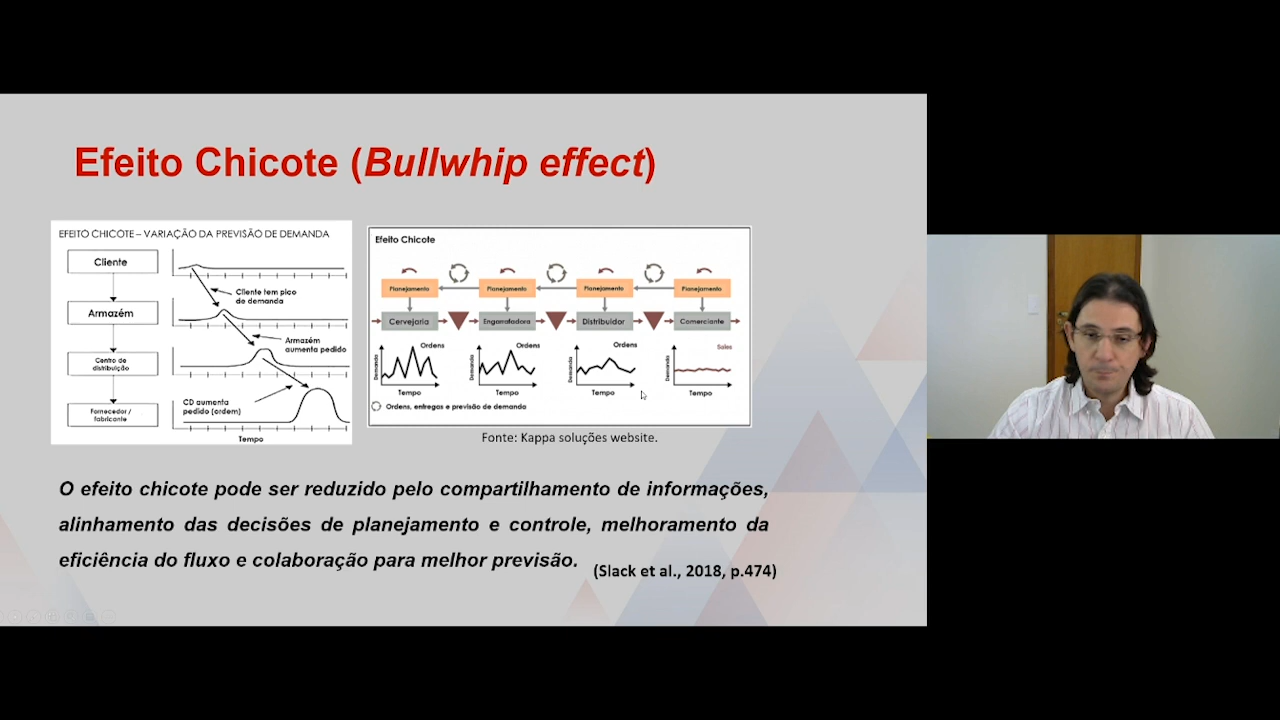 Efeito Chicote (Bullwhip effect)
EFEITO CHICOTE – VARIAÇÃO DA PREVISÃO DE DEMANDA
Cliente
Cliente tem pico
de demanda
Armazém
Armazém
aumenta pedido
Centro de
distribuição
CD aumenta
pedido (ordem)
Fornecedor /
fabricante
Tempo
Efeito Chicote
Planejamento
Planejamento
Planejamento
Planejamento
Cervejaria
Engarrafadora
Distribuidor
Comerciante
Demanda
Ordens
Tempo
Demanda
Ordens
Tempo
Demanda
Ordens
Tempo
Demanda
Sales
Tempo
Ordens, entregas e previsão de demanda
Fonte: Kappa soluções website.
O efeito chicote pode ser reduzido pelo compartilhamento de informações,
alinhamento das decisões de planejamento e controle, melhoramento da
eficiência do fluxo e colaboração para melhor previsão.
(Slack et al., 2018, p.474)